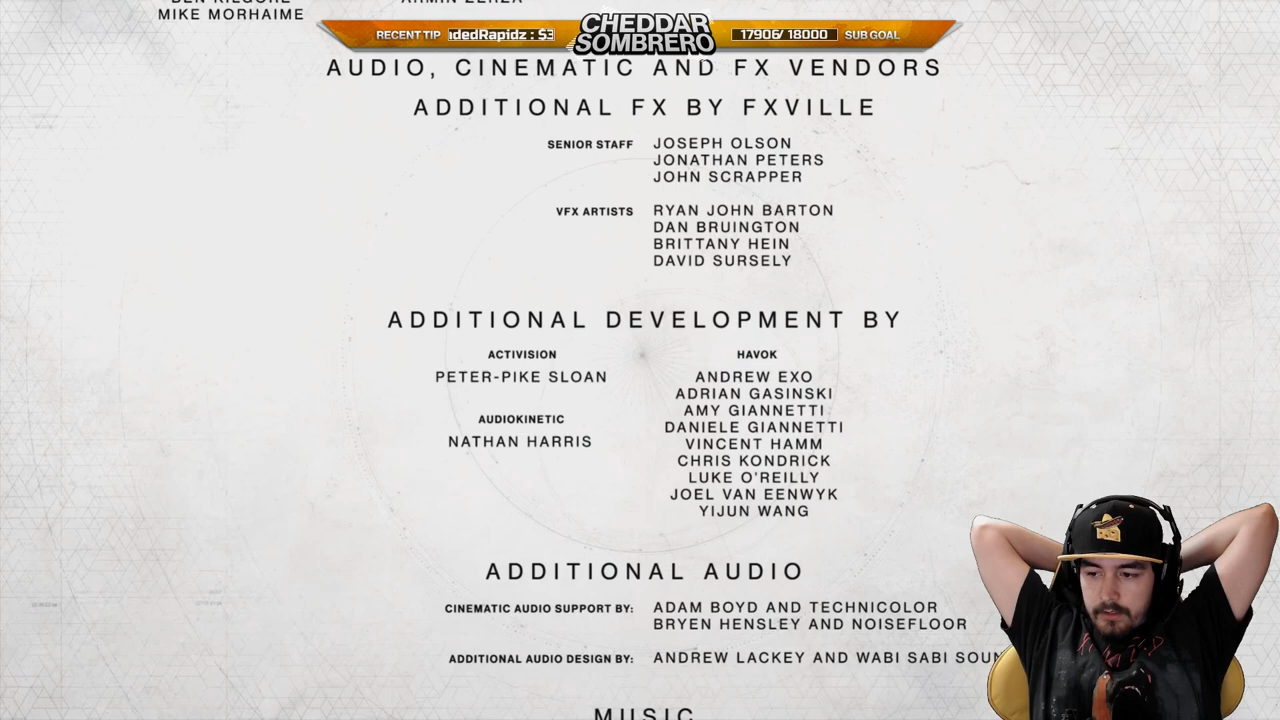 MIKE MORHAIME
RECENT TIP
CHEDDAR
SOMBRERO
17906/ 18000 SUB GOAL
AUDIO, CINEMATIC AND FX VENDORS
ADDITIONAL FX BY FXVILLE
SENIOR STAFF JOSEPH OLSON
JONATHAN PETERS
JOHN SCRAPPER
VFX ARTISTS RYAN JOHN BARTON
DAN BRUINGTON
BRITTANY HEIN
DAVID SURSELY
ADDITIONAL DEVELOPMENT BY
ACTIVISION
PETER-PIKE SLOAN
AUDIOKINETIC
NATHAN HARRIS
HAVOK
ANDREW EXO
ADRIAN GASINSKI
AMY GIANNETTI
DANIELE GIANNETTI
VINCENT HAMM
CHRIS KONDRICK
LUKE O'REILLY
JOEL VAN EENWYK
YIJUN WANG
ADDITIONAL AUDIO
CINEMATIC AUDIO SUPPORT BY: ADAM BOYD AND TECHNICOLOR
BRYEN HENSLEY AND NOISEFLOOR
ADDITIONAL AUDIO DESIGN BY: ANDREW LACKEY AND WABI SABI SOUN
MUSIC